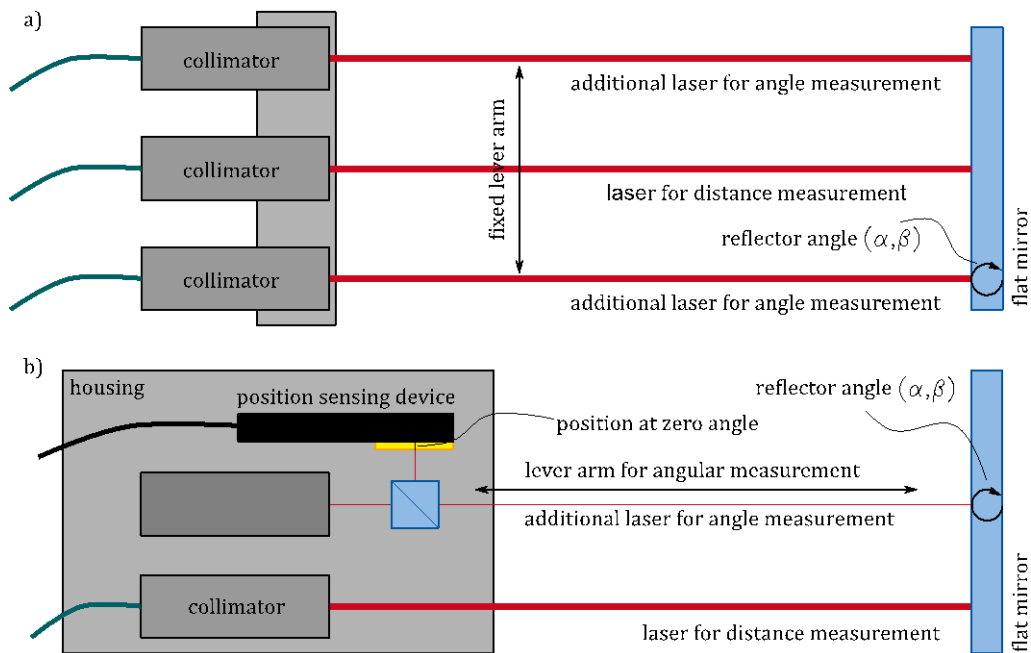 a)
collimator
additional laser for angle measurement
collimator
fixed lever arm
laser for distance measurement
reflector angle (α,β)
collimator
additional laser for angle measurement
flat mirror
b)
housing
position sensing device
reflector angle (α,β)
position at zero angle
lever arm for angular measurement
additional laser for angle measurement
collimator
laser for distance measurement
flat mirror